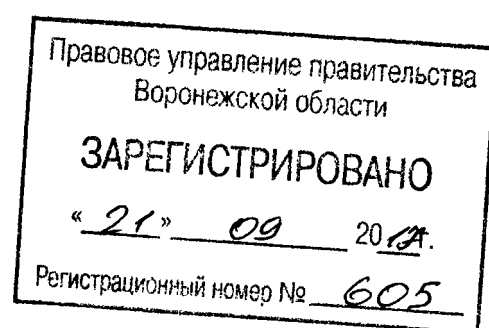 Правовое управление правительства
Воронежской области
ЗАРЕГИСТРИРОВАНО
« 21 » 09 20 г.
Регистрационный номер № 605